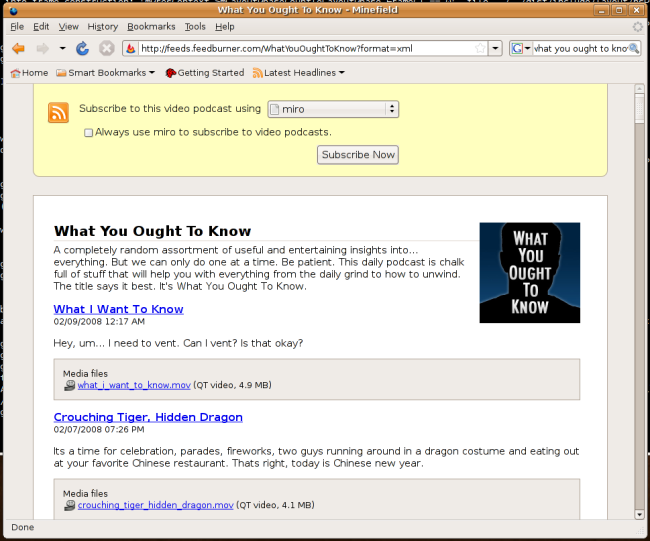 What You Ought To Know - Minefield
File Edit View History Bookmarks Tools Help
http://feeds.feedburner.com/WhatYouOughtToKnow?format=xml
what you ought to know
Home Smart Bookmarks Getting Started Latest Headlines
Subscribe to this video podcast using miro
Always use miro to subscribe to video podcasts.
Subscribe Now
What You Ought To Know
A completely random assortment of useful and entertaining insights into...
everything. But we can only do one at a time. Be patient. This daily podcast is chalk
full of stuff that will help you with everything from the daily grind to how to unwind.
The title says it best. It's What You Ought To Know.
WHAT
YOU
OUGHT
TO
KNOW
What I Want To Know
02/09/2008 12:17 AM
Hey, um... I need to vent. Can I vent? Is that okay?
Media files
what_i_want_to_know.mov (QT video, 4.9 MB)
Crouching Tiger, Hidden Dragon
02/07/2008 07:26 PM
Its a time for celebration, parades, fireworks, two guys running around in a dragon costume and eating out
at your favorite Chinese restaurant. Thats right, today is Chinese new year.
Media files
crouching_tiger_hidden_dragon.mov (QT video, 4.1 MB)
Done